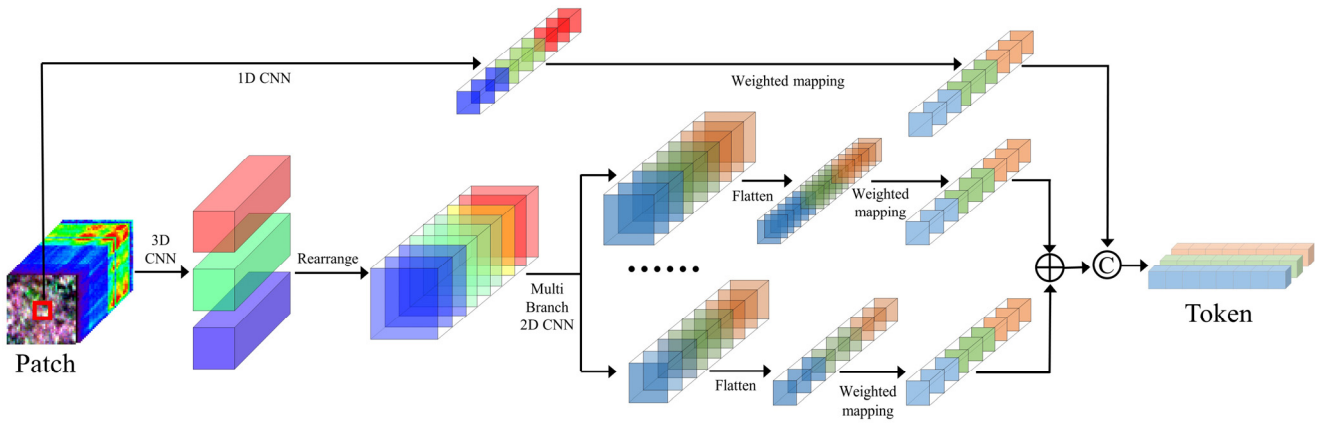 1D CNN
Weighted mapping
3D
CNN
Rearrange
Multi
Branch
2D CNN
Flatten
Weighted
mapping
......
Flatten
Weighted
mapping
C
Patch
Token